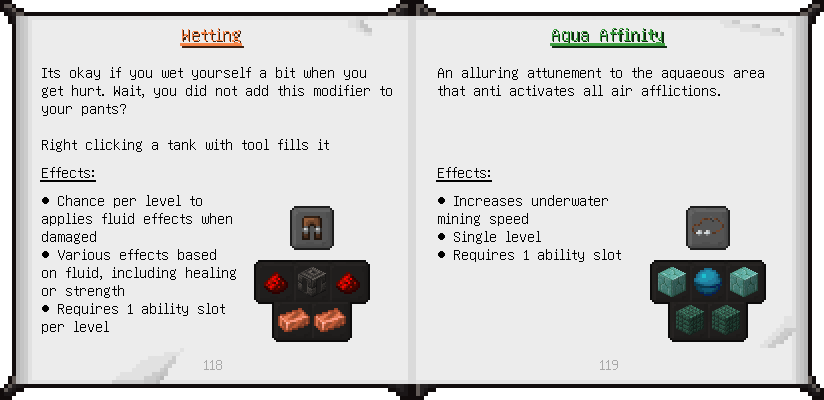 Wetting
Its okay if you wet yourself a bit when you
get hurt. Wait, you did not add this modifier to
your pants?
Right clicking a tank with tool fills it
Effects:
● Chance per level to
applies fluid effects when
damaged
● Various effects based
on fluid, including healing
or strength
● Requires 1 ability slot
per level
118
Aqua Affinity
An alluring attunement to the aquaeous area
that anti activates all air afflictions.
Effects:
● Increases underwater
mining speed
● Single level
● Requires 1 ability slot
119